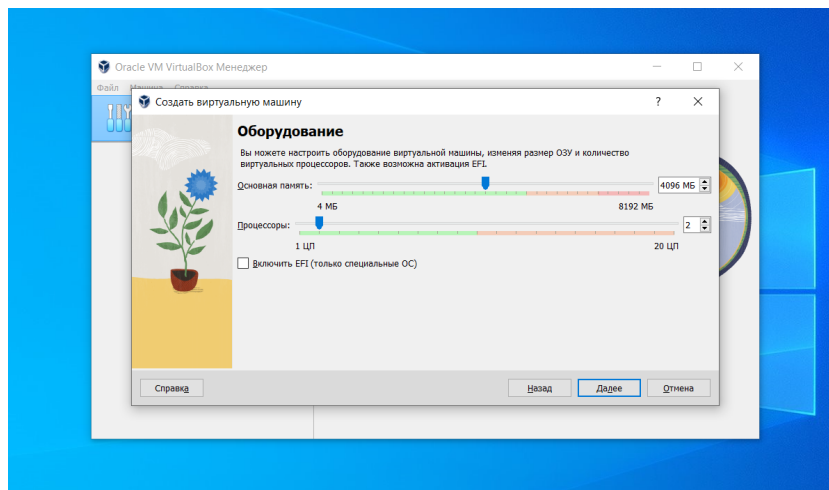 Oracle VM VirtualBox Менеджер
Файл Машина Справка
Создать виртуальную машину
?
Оборудование
Вы можете настроить оборудование виртуальной машины, изменяя размер ОЗУ и количество
виртуальных процессоров. Также возможна активация EFI.
Основная память:
4096 МБ
4 МБ
8192 МБ
Процессоры:
2
1 ЦП
20 ЦП
Включить EFI (только специальные ОС)
Справка
Назад
Далее
Отмена